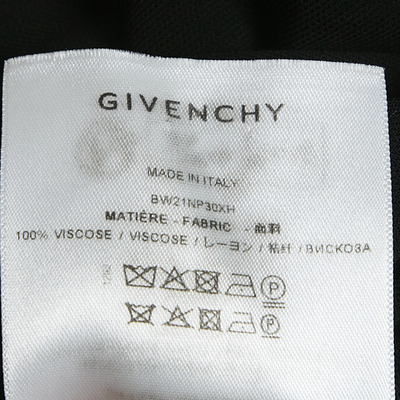 GIVENCHY
MADE IN ITALY
BW21NP30XH
MATIÈRE - FABRIC - 面料
100% VISCOSE / VISCOSE / レーヨン / 粘纤 / ВИСКОЗА
P
P